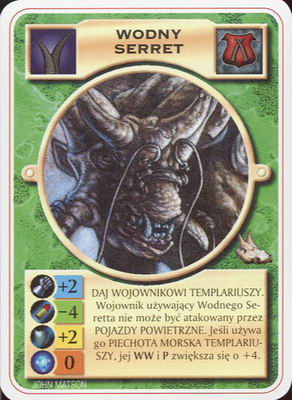 WODNY
SERRET
+2
-4
+2
0
DAJ WOJOWNIKOWI TEMPLARIUSZY.
Wojownik używający Wodnego Se-
retta nie może być atakowany przez
POJAZDY POWIETRZNE. Jeśli używa
go PIECHOTA MORSKA TEMPLARIU-
SZY, jej WW i P zwiększa się o +4.
JOHN MATSON